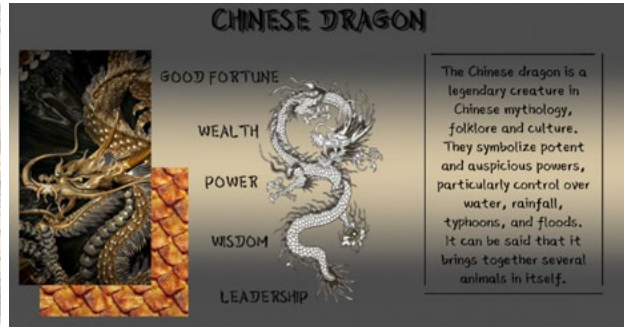 CHINESE DRAGON
GOOD FORTUNE
WEALTH
POWER
WISDOM
LEADERSHIP
The Chinese dragon is a
legendary creature in
Chinese mythology,
folklore and culture.
They symbolize potent
and auspicious powers,
particularly control over
water, rainfall,
typhoons, and floods.
It can be said that it
brings together several
animals in itself.